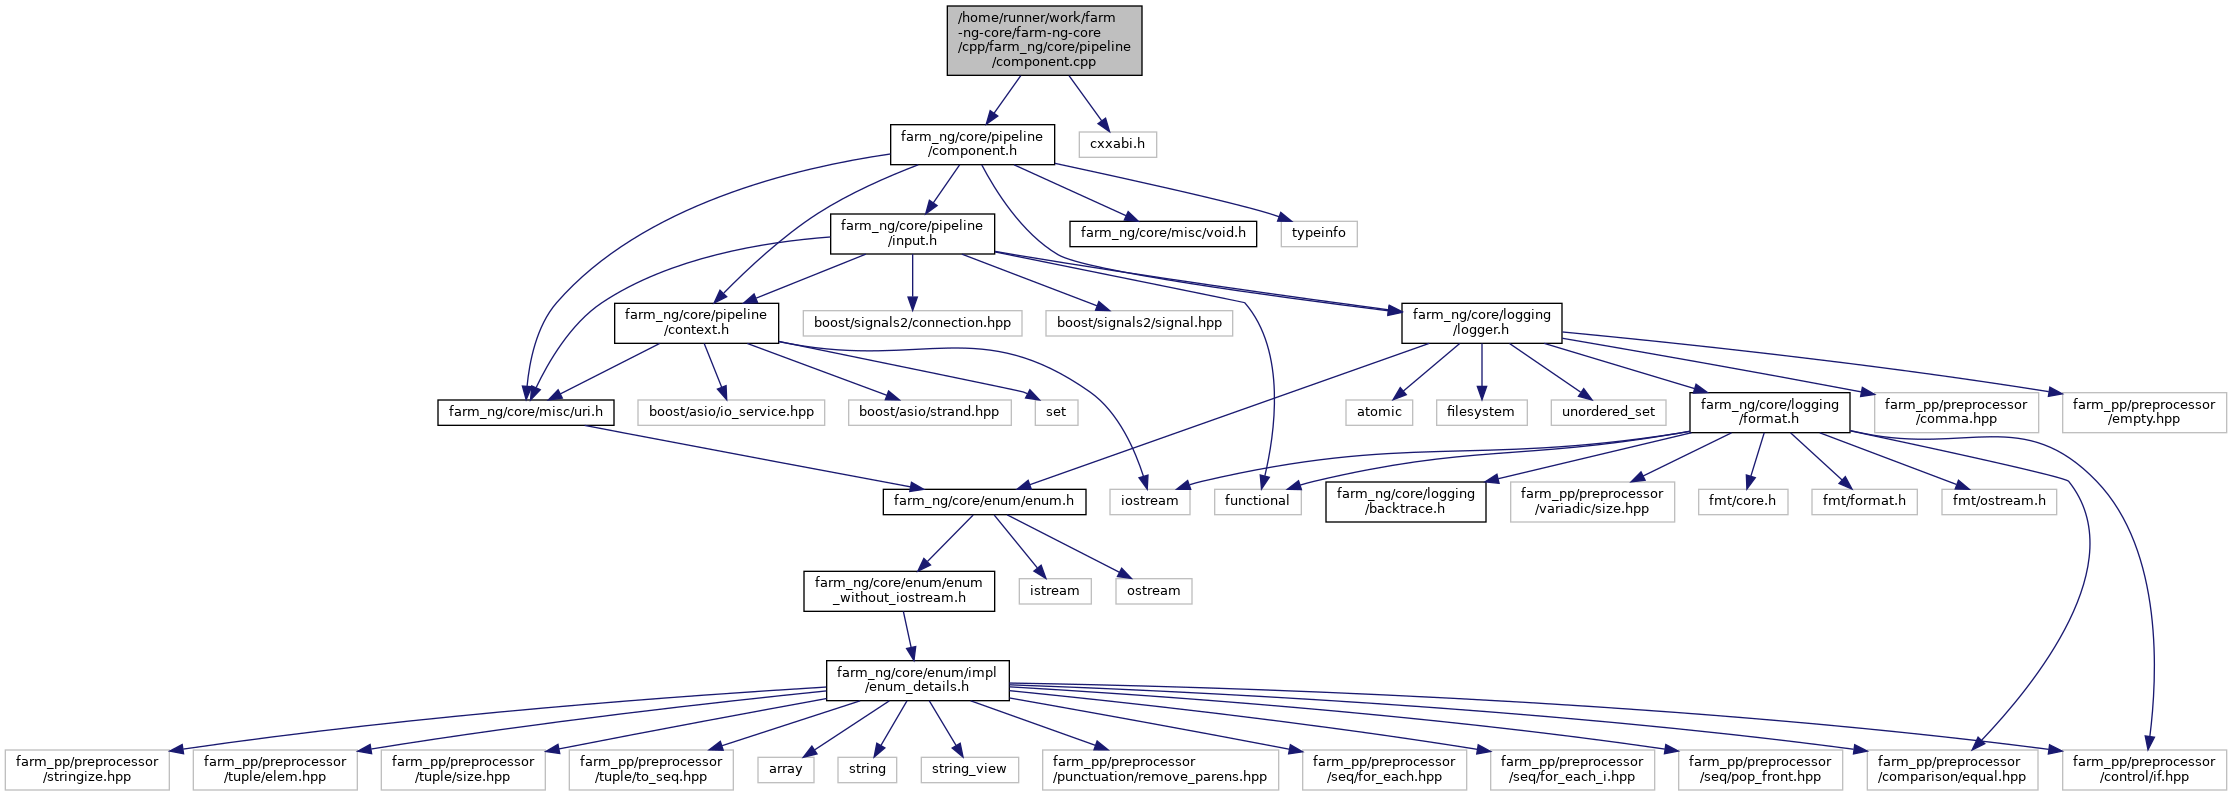 /home/runner/work/farm
-ng-core/farm-ng-core
/cpp/farm_ng/core/pipeline
/component.cpp
farm_ng/core/pipeline
/component.h
cxxabi.h
farm_ng/core/pipeline
/input.h
farm_ng/core/misc/void.h
typeinfo
farm_ng/core/pipeline
/context.h
boost/signals2/connection.hpp
boost/signals2/signal.hpp
farm_ng/core/logging
/logger.h
farm_ng/core/misc/uri.h
boost/asio/io_service.hpp
boost/asio/strand.hpp
set
atomic
filesystem
unordered_set
farm_ng/core/logging
/format.h
farm_pp/preprocessor
/comma.hpp
farm_pp/preprocessor
/empty.hpp
farm_ng/core/enum/enum.h
iostream
functional
farm_ng/core/logging
/backtrace.h
farm_pp/preprocessor
/variadic/size.hpp
fmt/core.h
fmt/format.h
fmt/ostream.h
farm_ng/core/enum/enum
_without_iostream.h
istream
ostream
farm_ng/core/enum/impl
/enum_details.h
farm_pp/preprocessor
/stringize.hpp
farm_pp/preprocessor
/tuple/elem.hpp
farm_pp/preprocessor
/tuple/size.hpp
farm_pp/preprocessor
/tuple/to_seq.hpp
array
string
string_view
farm_pp/preprocessor
/punctuation/remove_parens.hpp
farm_pp/preprocessor
/seq/for_each.hpp
farm_pp/preprocessor
/seq/for_each_i.hpp
farm_pp/preprocessor
/seq/pop_front.hpp
farm_pp/preprocessor
/comparison/equal.hpp
farm_pp/preprocessor
/control/if.hpp